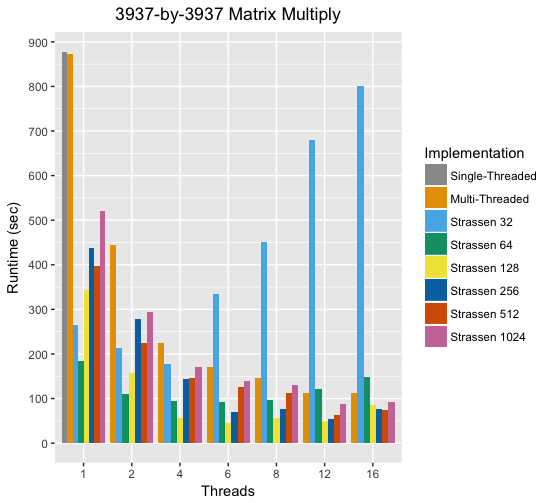 3937-by-3937 Matrix Multiply
Runtime (sec)
900
800
700
600
500
400
300
200
100
0
1 2 4 6 8 12 16
Threads
Implementation
Single-Threaded
Multi-Threaded
Strassen 32
Strassen 64
Strassen 128
Strassen 256
Strassen 512
Strassen 1024